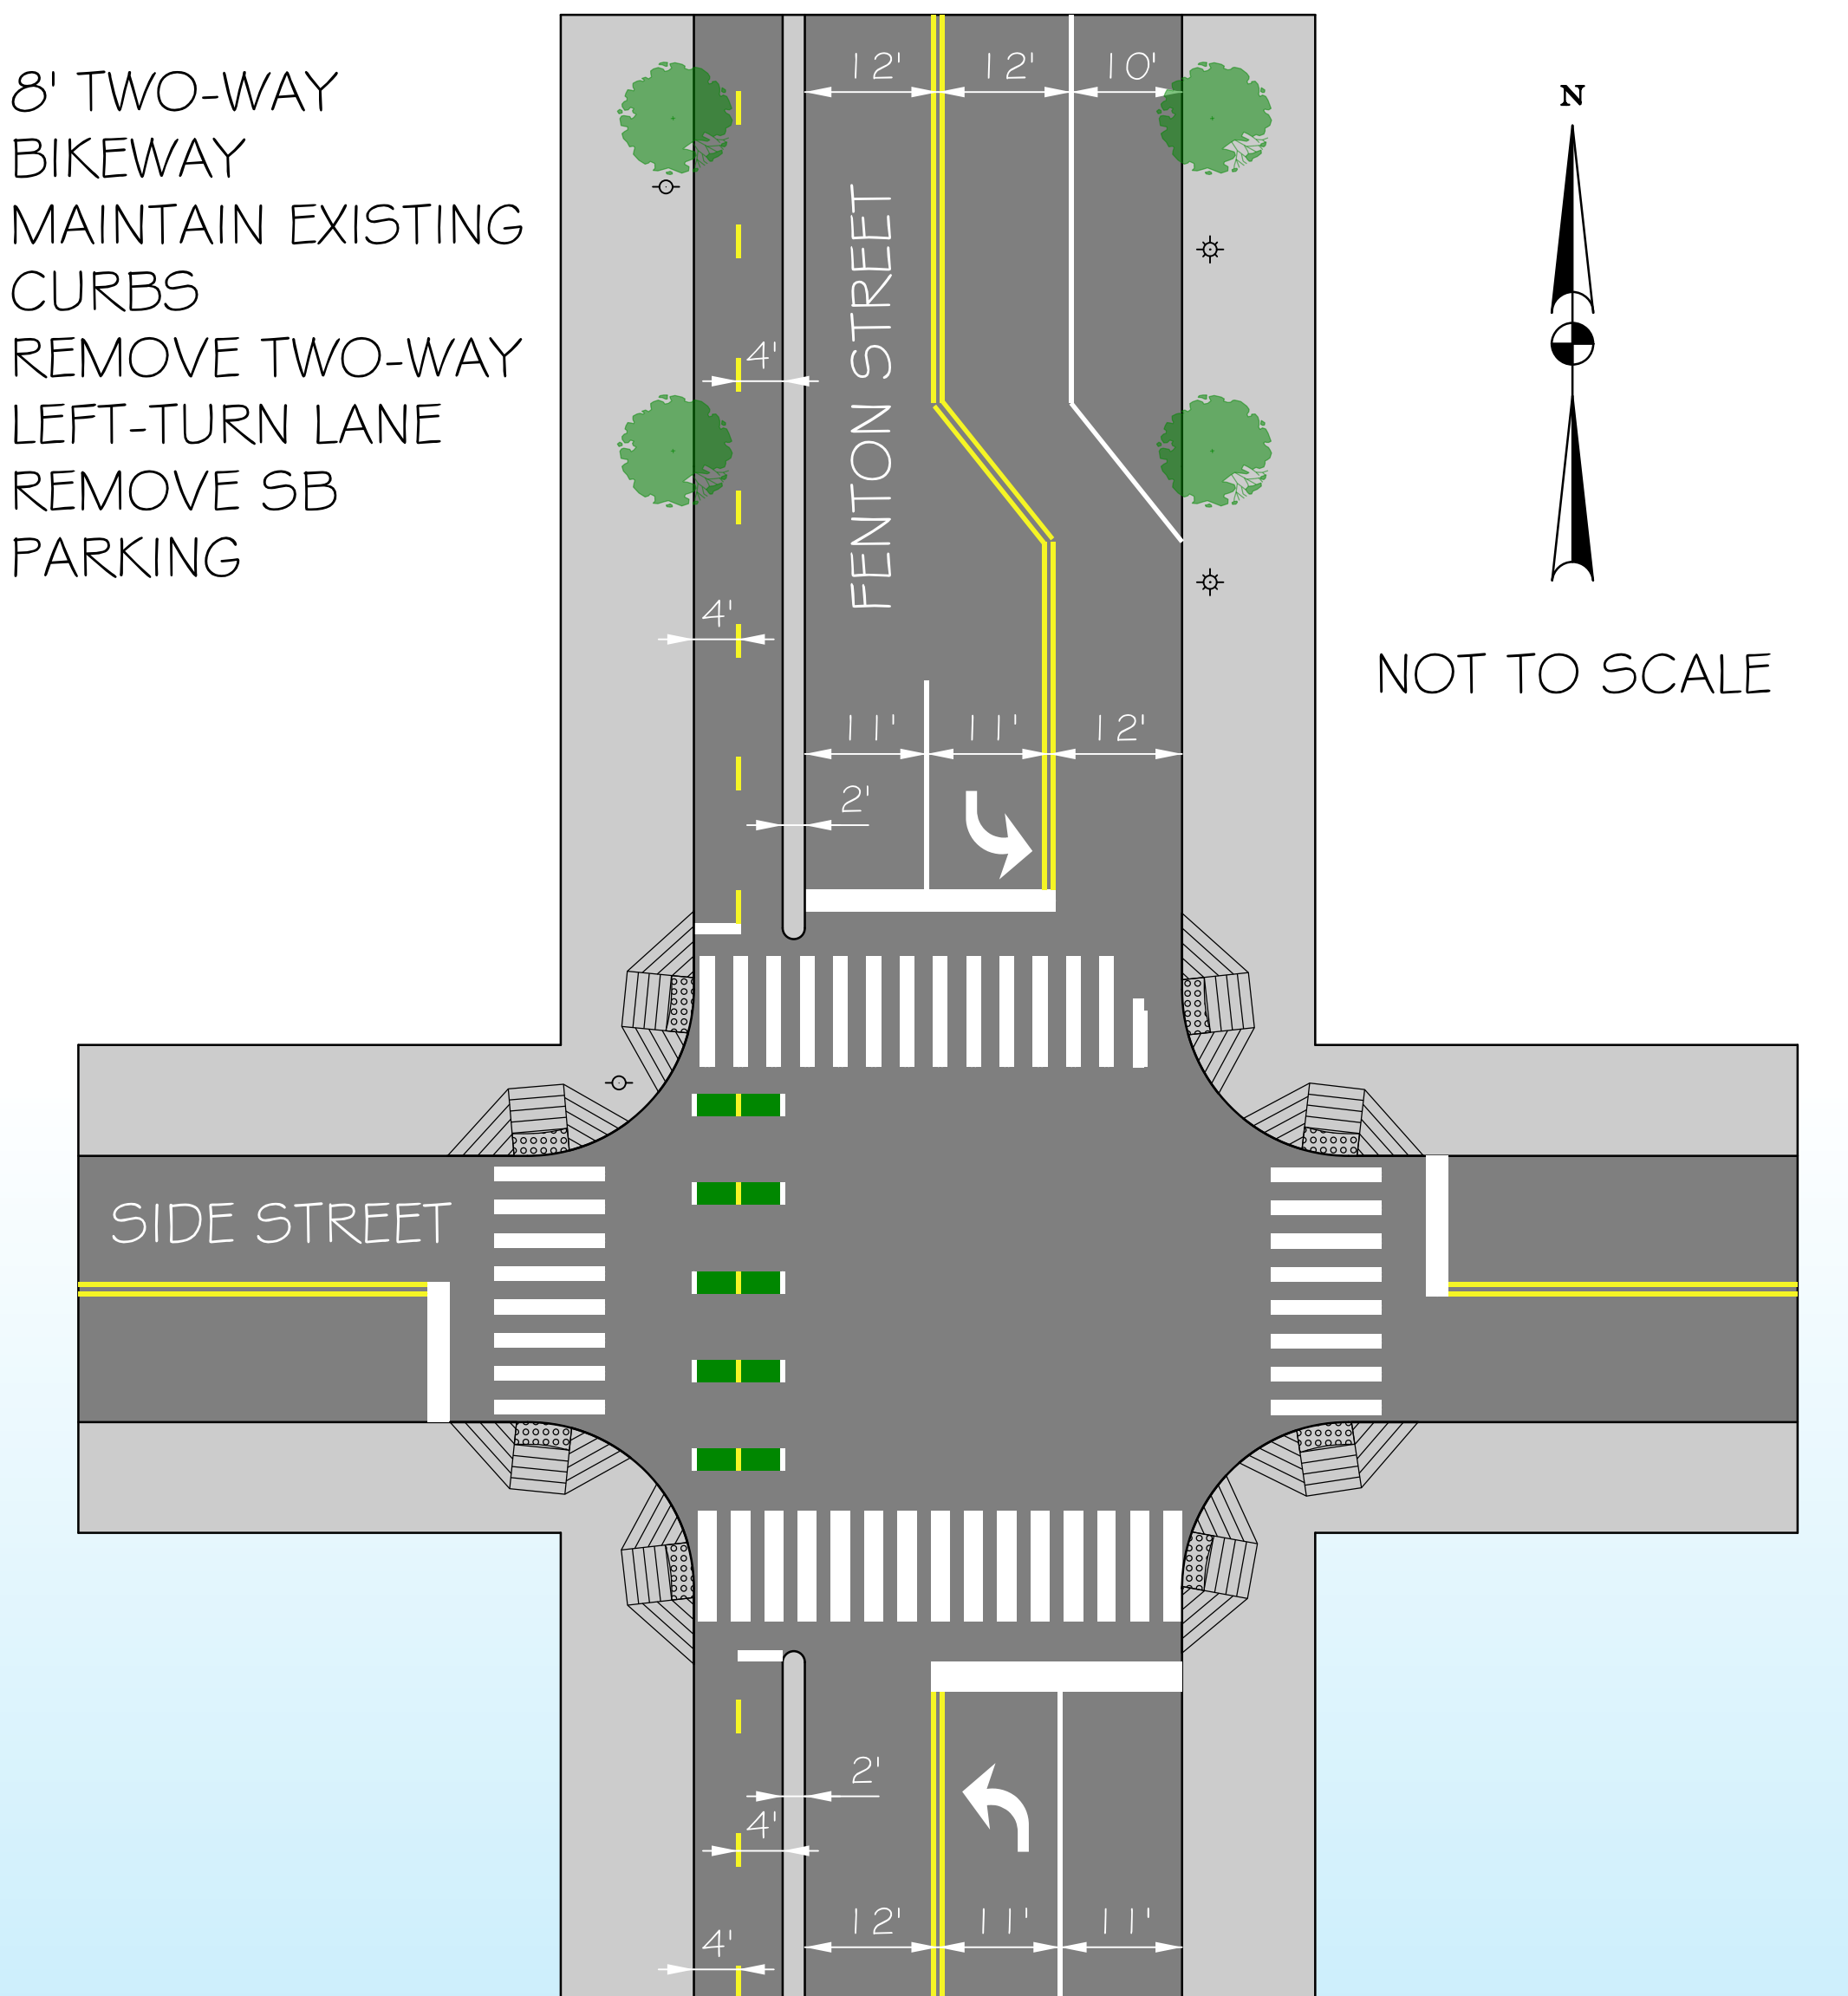 8' TWO-WAY
BIKEWAY
MAINTAIN EXISTING
CURBS
REMOVE TWO-WAY
LEFT-TURN LANE
REMOVE SB
PARKING
12' 12' 10'
N
FENTON STREET
4'
4'
NOT TO SCALE
11' 11' 12'
2'
SIDE STREET
2'
4'
12' 11' 11'
4'